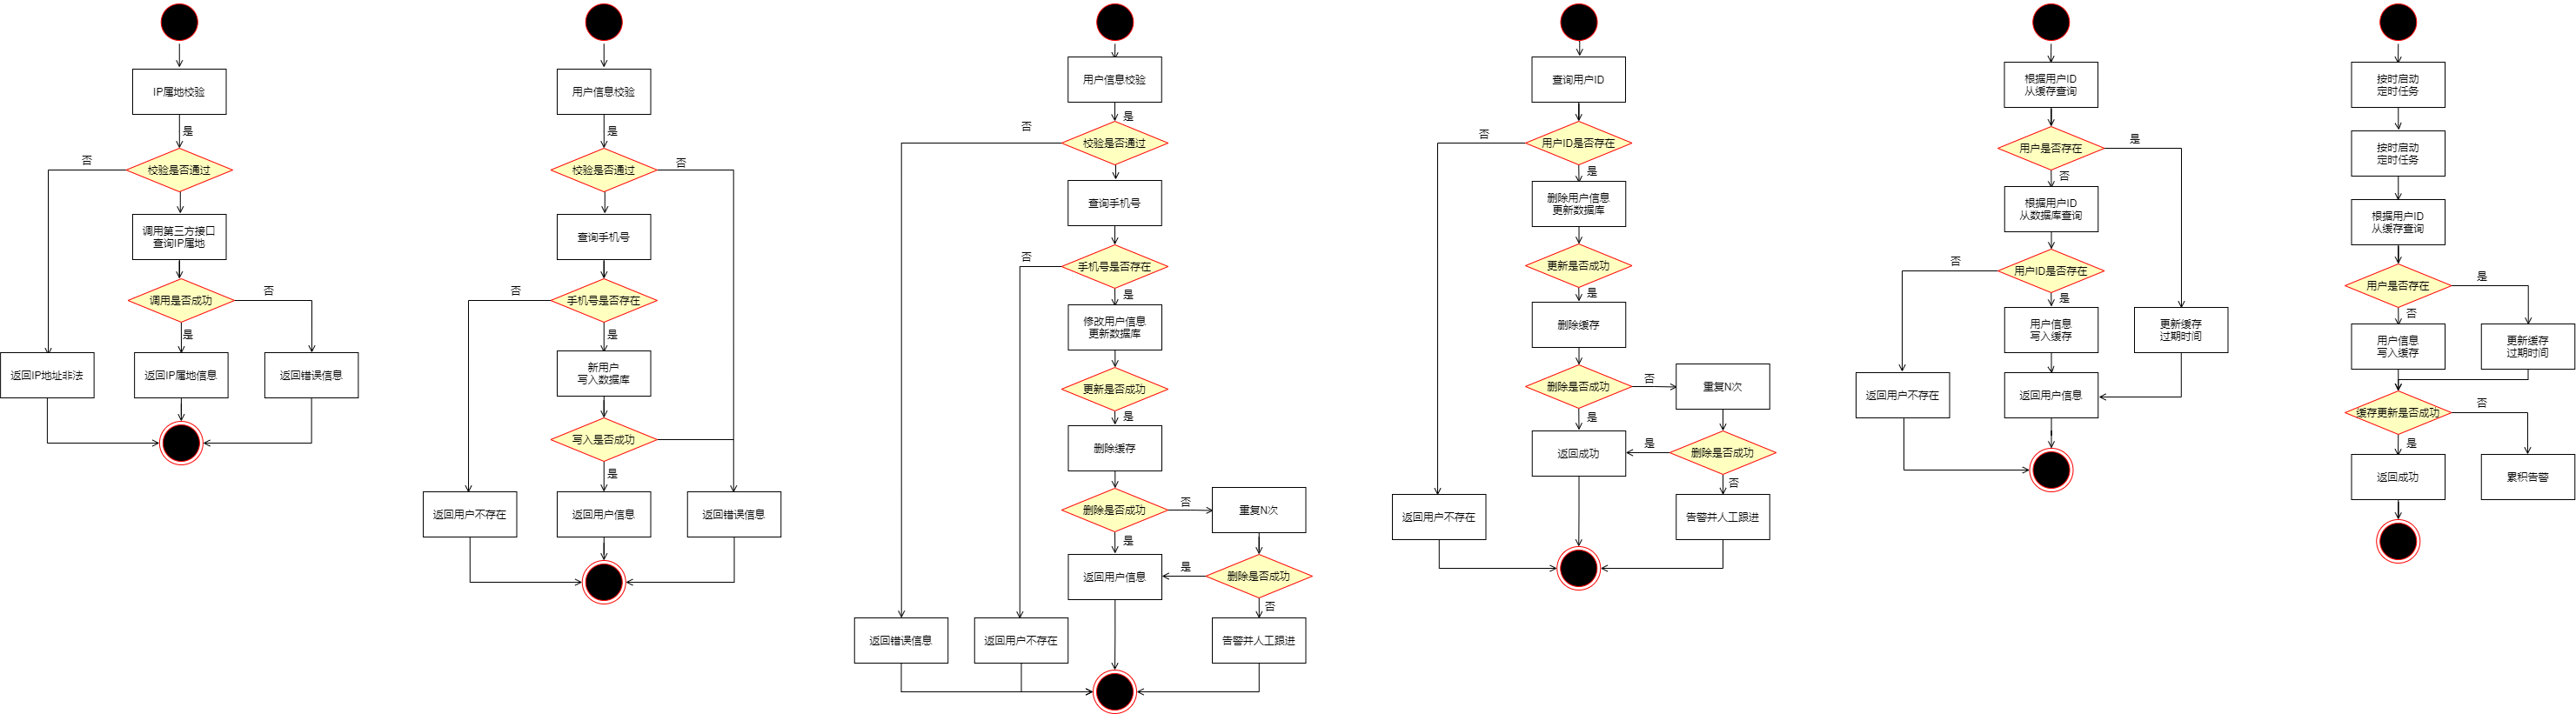 IP属地校验
是
校验是否通过
否
调用第三方接口
查询IP属地
调用是否成功
否
是
返回IP地址非法
返回IP属地信息
返回错误信息
用户信息校验
是
校验是否通过
否
查询手机号
手机号是否存在
否
是
新用户
写入数据库
写入是否成功
是
返回用户不存在
返回用户信息
返回错误信息
用户信息校验
是
否
校验是否通过
查询手机号
否
手机号是否存在
是
修改用户信息
更新数据库
更新是否成功
是
删除缓存
删除是否成功
否
重复N次
是
返回用户信息
是
删除是否成功
否
返回错误信息
返回用户不存在
告警并人工跟进
查询用户ID
否
用户ID是否存在
是
删除用户信息
更新数据库
更新是否成功
是
删除缓存
删除是否成功
否
重复N次
是
返回成功
是
删除是否成功
否
返回用户不存在
告警并人工跟进
根据用户ID
从缓存查询
用户是否存在
是
否
根据用户ID
从数据库查询
否
用户ID是否存在
是
用户信息
写入缓存
更新缓存
过期时间
返回用户不存在
返回用户信息
按时启动
定时任务
按时启动
定时任务
根据用户ID
从缓存查询
用户是否存在
是
否
用户信息
写入缓存
更新缓存
过期时间
缓存更新是否成功
否
是
返回成功
累积告警